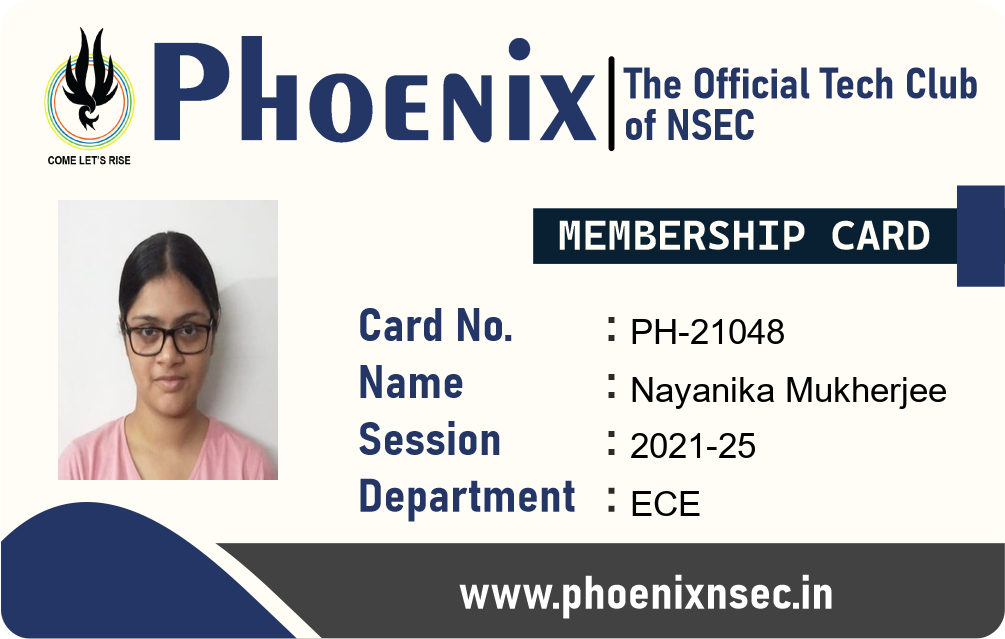 COME LET'S RISE
PHOENIX
The Official Tech Club
of NSEC
MEMBERSHIP CARD
Card No. : PH-21048
Name : Nayanika Mukherjee
Session : 2021-25
Department : ECE
www.phoenixnsec.in